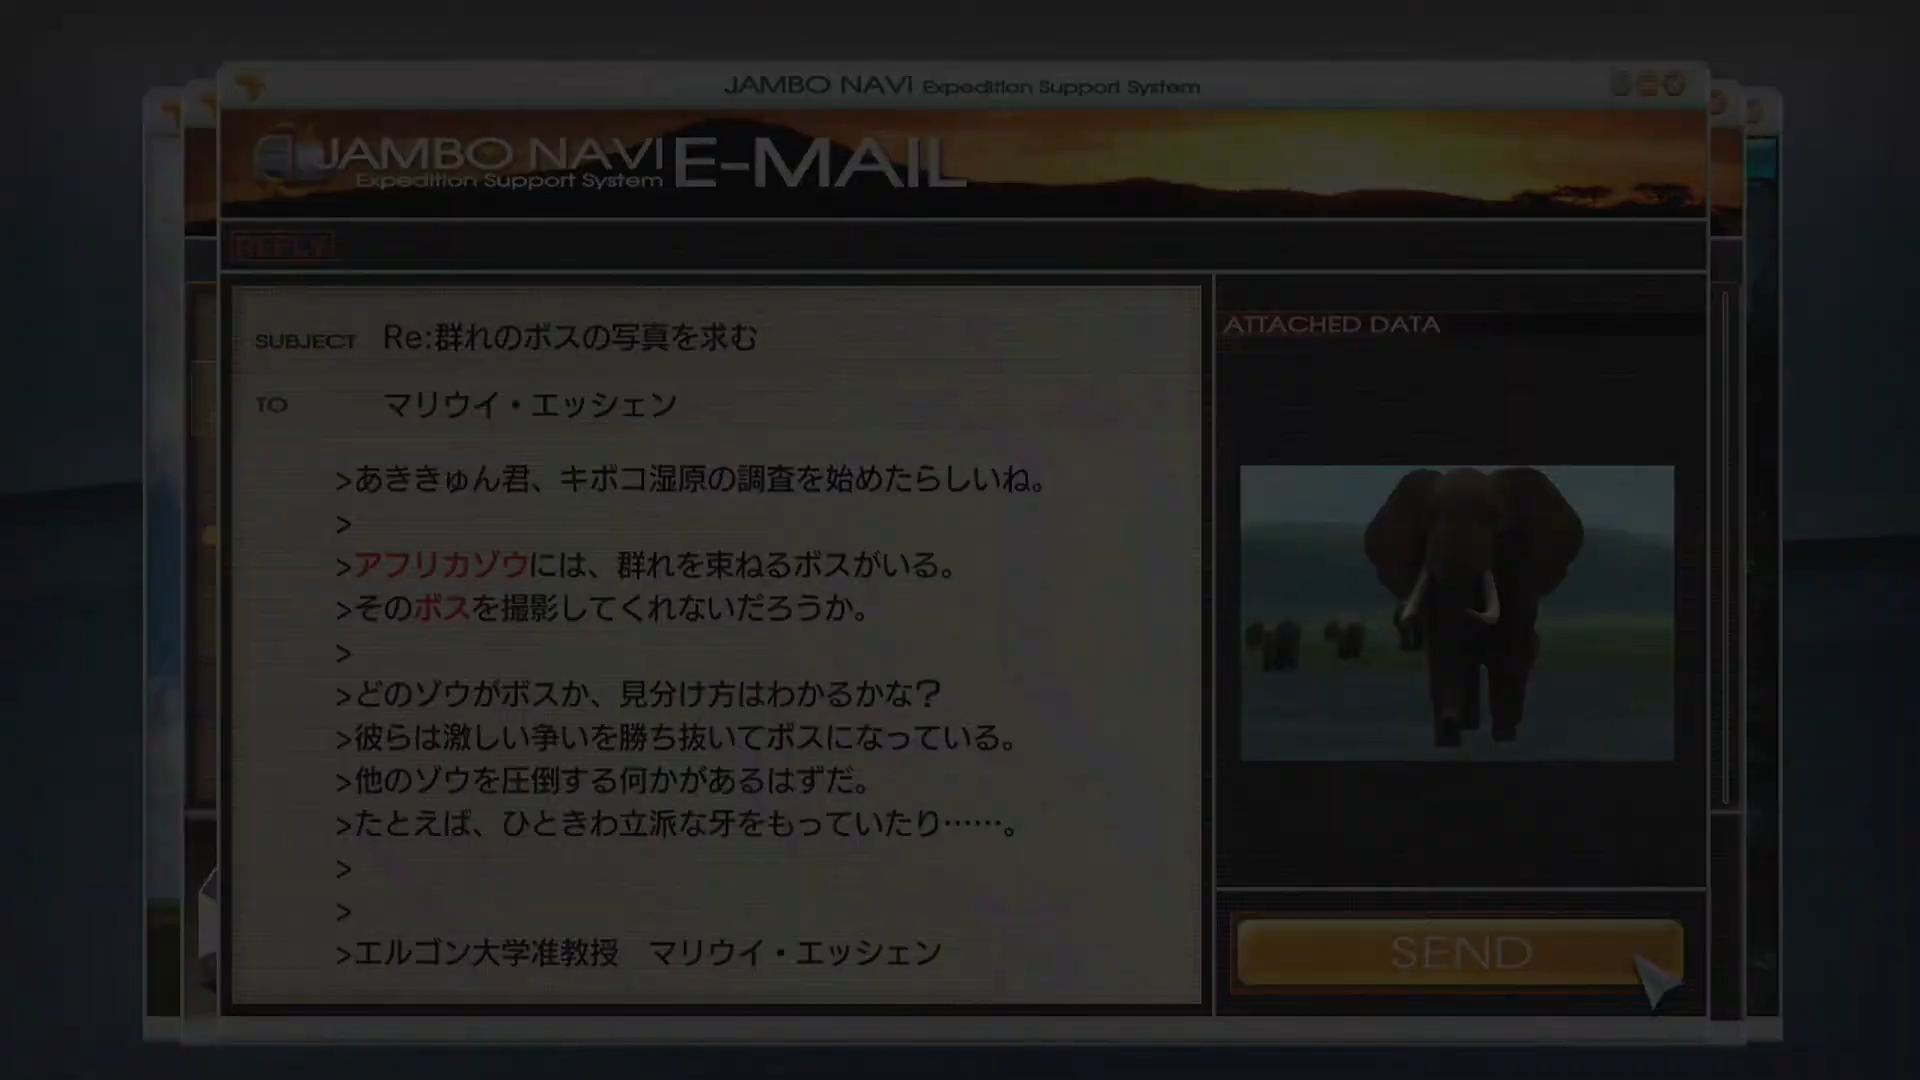 JAMBO NAVI Expedition Support System
JAMBO NAVI E-MAIL
Expedition Support System
REPLY
SUBJECT Re:群れのボスの写真を求む
TO マリウイ・エッシェン
>あききゅん君、キボコ湿原の調査を始めたらしいね。
>
>アフリカゾウには、群れを束ねるボスがいる。
>そのボスを撮影してくれないだろうか。
>
>どのゾウがボスか、見分け方はわかるかな？
>彼らは激しい争いを勝ち抜いてボスになっている。
>他のゾウを圧倒する何かがあるはずだ。
>たとえば、ひときわ立派な牙をもっていたり……。
>
>
>エルゴン大学准教授　マリウイ・エッシェン
ATTACHED DATA
SEND